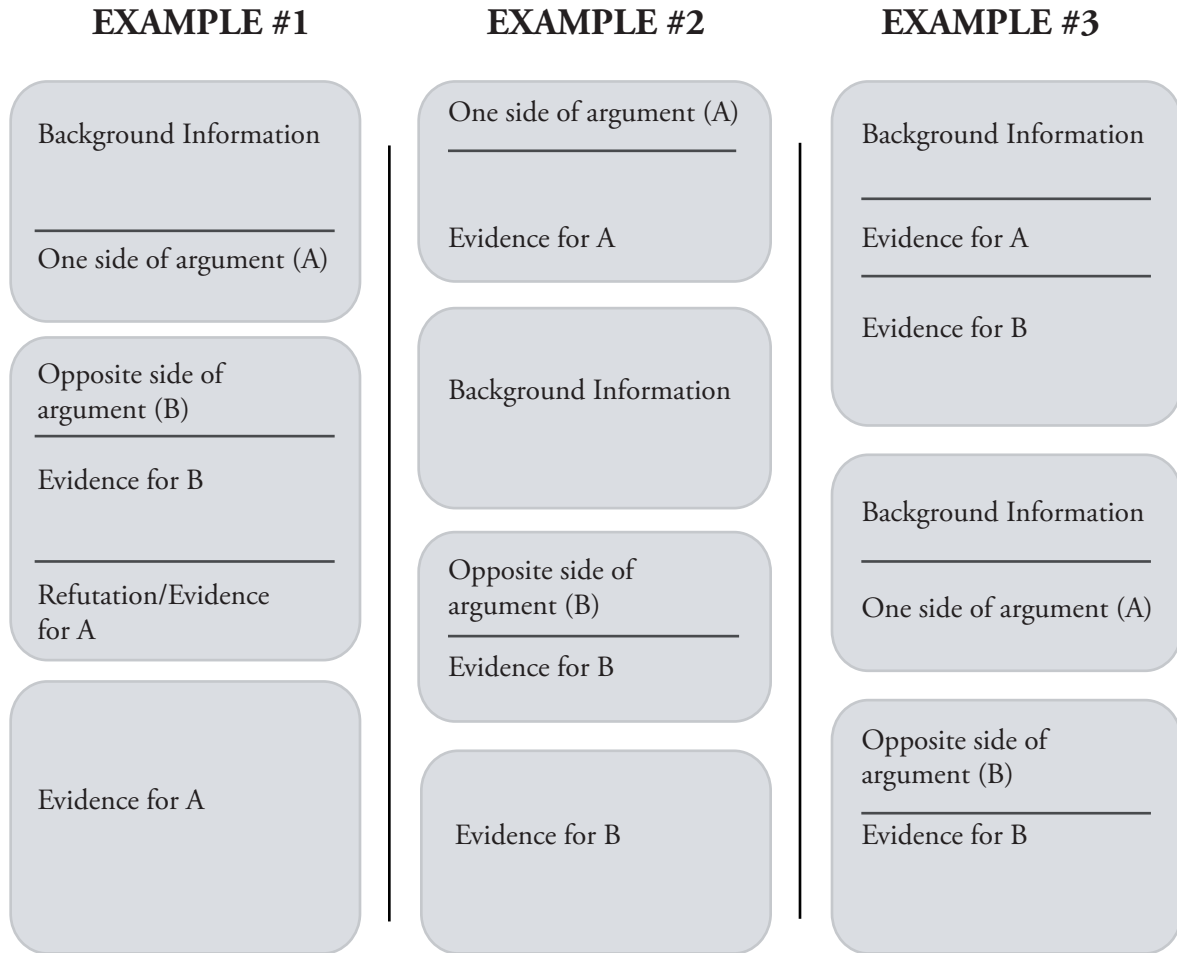 EXAMPLE #1
Background Information
One side of argument (A)
Opposite side of
argument (B)
Evidence for B
Refutation/Evidence
for A
Evidence for A
EXAMPLE #2
One side of argument (A)
Evidence for A
Background Information
Opposite side of
argument (B)
Evidence for B
Evidence for B
EXAMPLE #3
Background Information
Evidence for A
Evidence for B
Background Information
One side of argument (A)
Opposite side of
argument (B)
Evidence for B